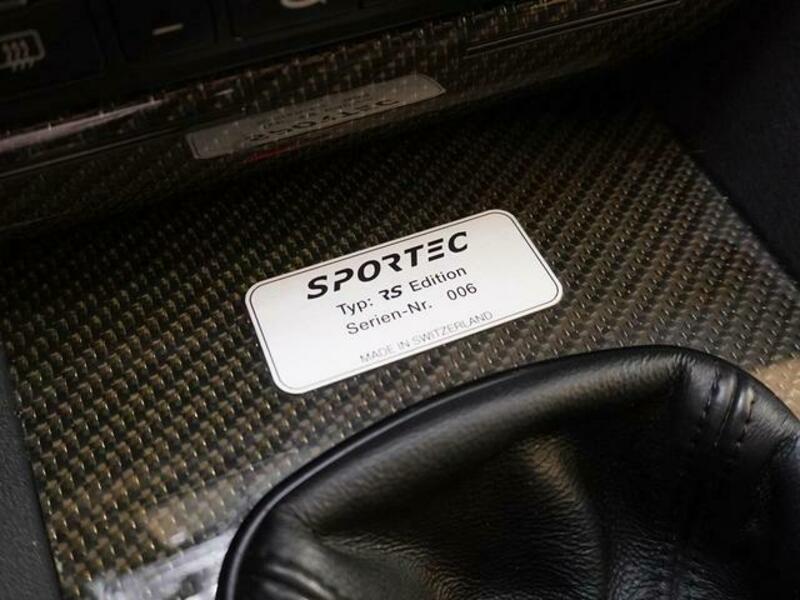 SPORTEC
Typ: RS Edition
Serien-Nr. 006
MADE IN SWITZERLAND